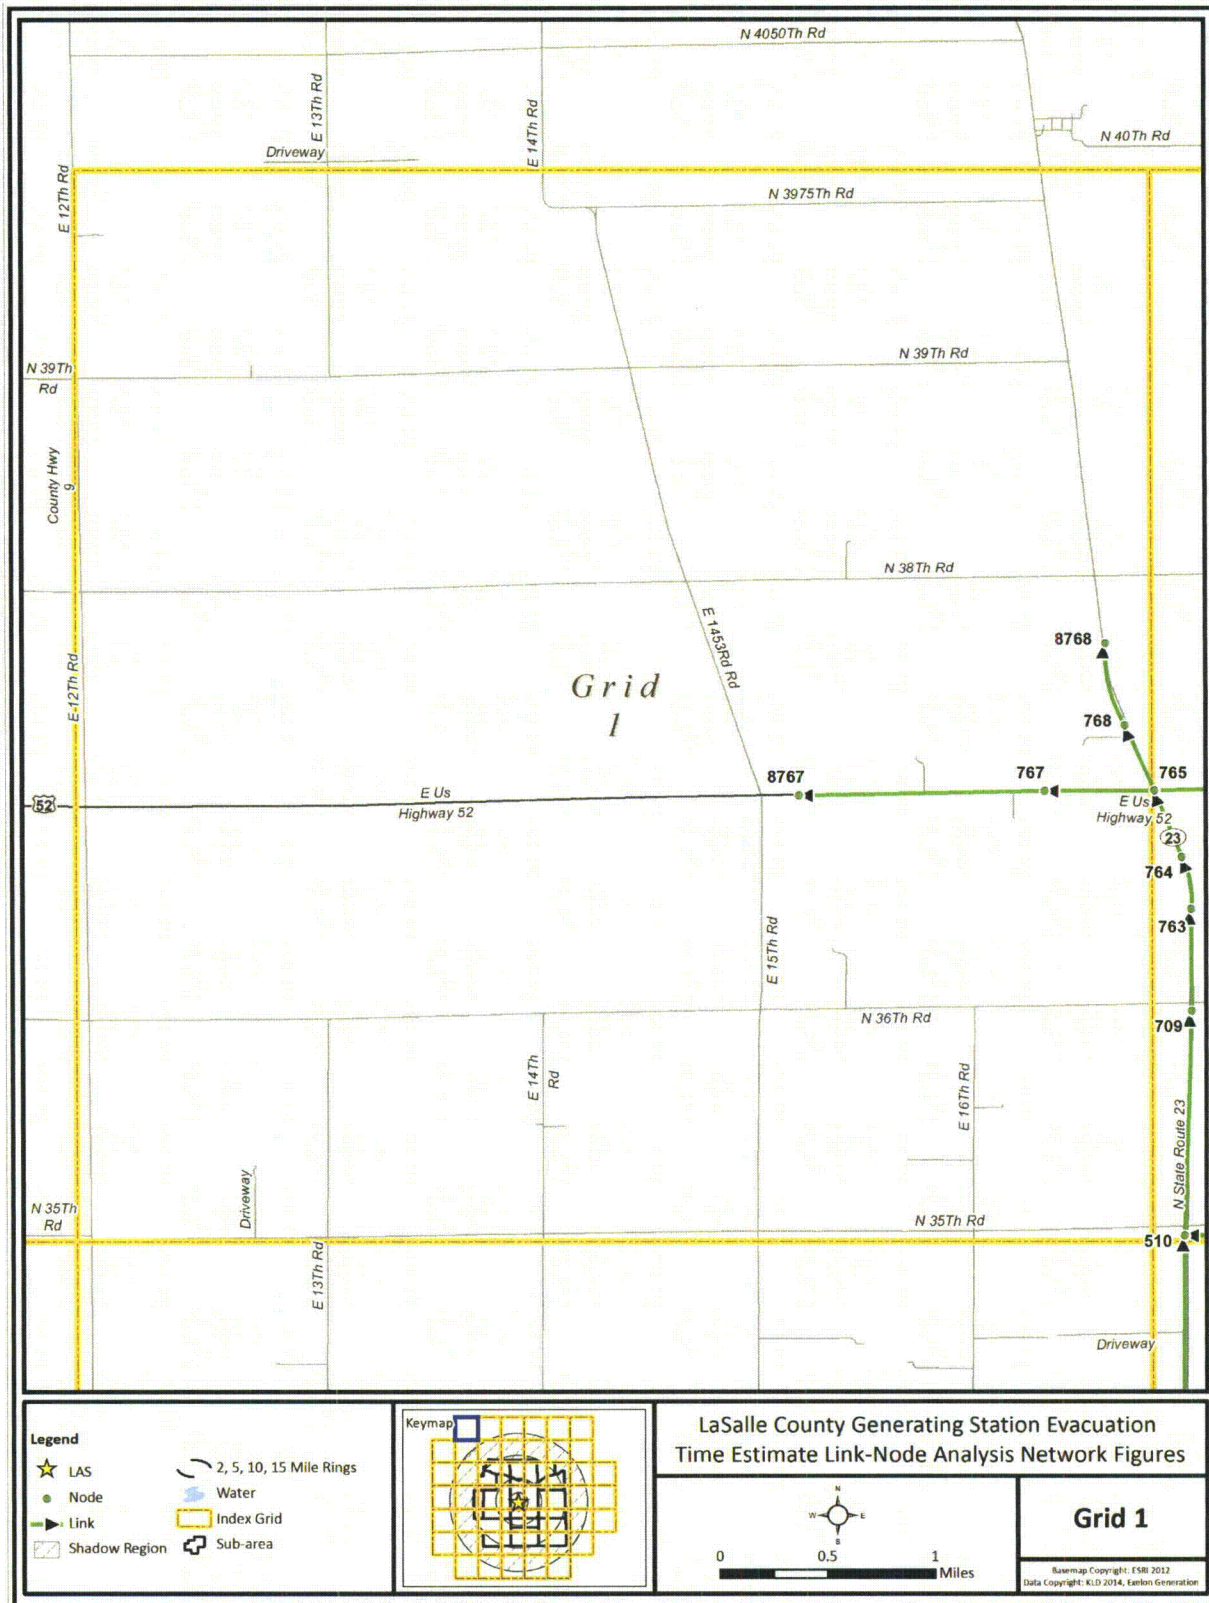 N 4050Th Rd
E 13Th Rd
E 14Th Rd
N 40Th Rd
Driveway
E 12Th Rd
N 3975Th Rd
N 39Th
Rd
N 39Th Rd
County Hwy
9
N 38Th Rd
E 1453Rd Rd
8768
E 12Th Rd
Grid
1
768
8767
767
765
52
E Us
Highway 52
E Us
Highway 52
23
764
763
E 15Th Rd
N 36Th Rd
709
E 14Th
Rd
E 16Th Rd
N State Route 23
Driveway
N 35Th
Rd
N 35Th Rd
510
E 13Th Rd
Driveway
Legend
LAS
Node
Link
Shadow Region
2, 5, 10, 15 Mile Rings
Water
Index Grid
Sub-area
Keymap
LaSalle County Generating Station Evacuation
Time Estimate Link-Node Analysis Network Figures
N
W
E
S
0
0.5
1
Miles
Grid 1
Basemap Copyright: ESRI 2012
Data Copyright: KLD 2014, Exelon Generation